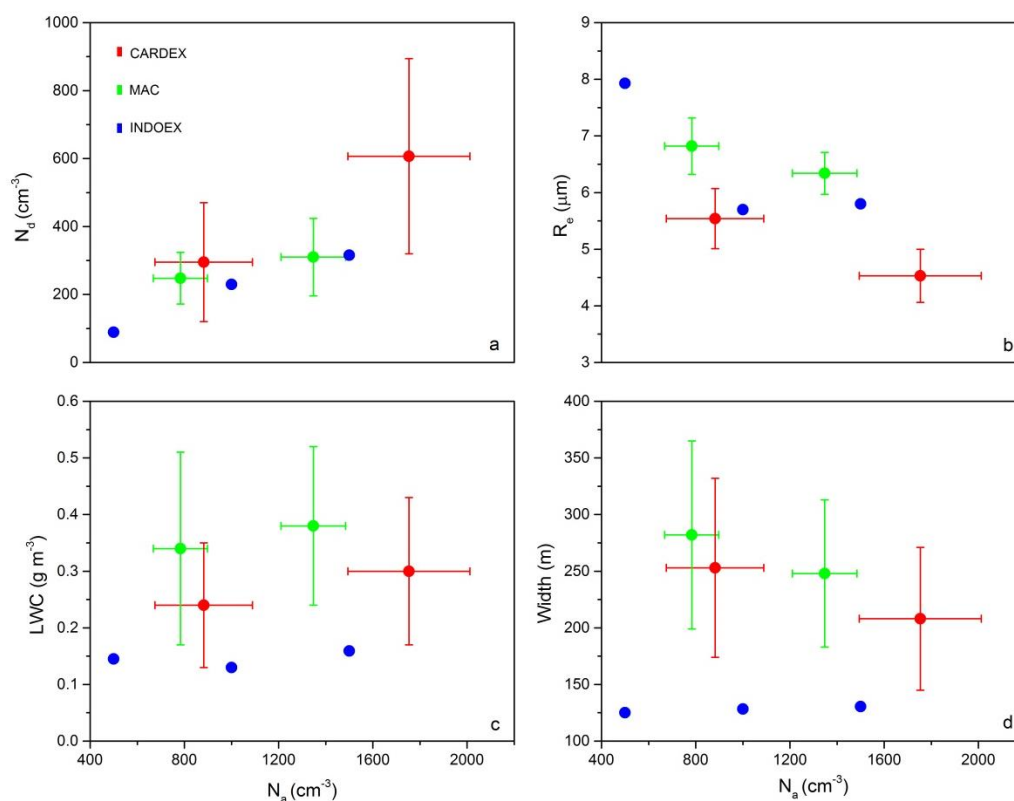 1000
800
600
400
200
0
N_d (cm⁻³)
CARDEX
MAC
INDOEX
a
9
8
7
6
5
4
3
R_e (μm)
b
0.6
0.5
0.4
0.3
0.2
0.1
0.0
LWC (g m⁻³)
c
400 800 1200 1600 2000
N_a (cm⁻³)
400
350
300
250
200
150
100
Width (m)
d
400 800 1200 1600 2000
N_a (cm⁻³)